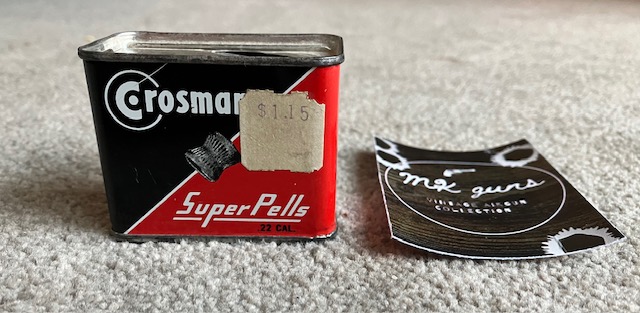 Crosman
$1.15
Super Pells
.22 CAL.
MK guns
VINTAGE AIRGUN
COLLECTION